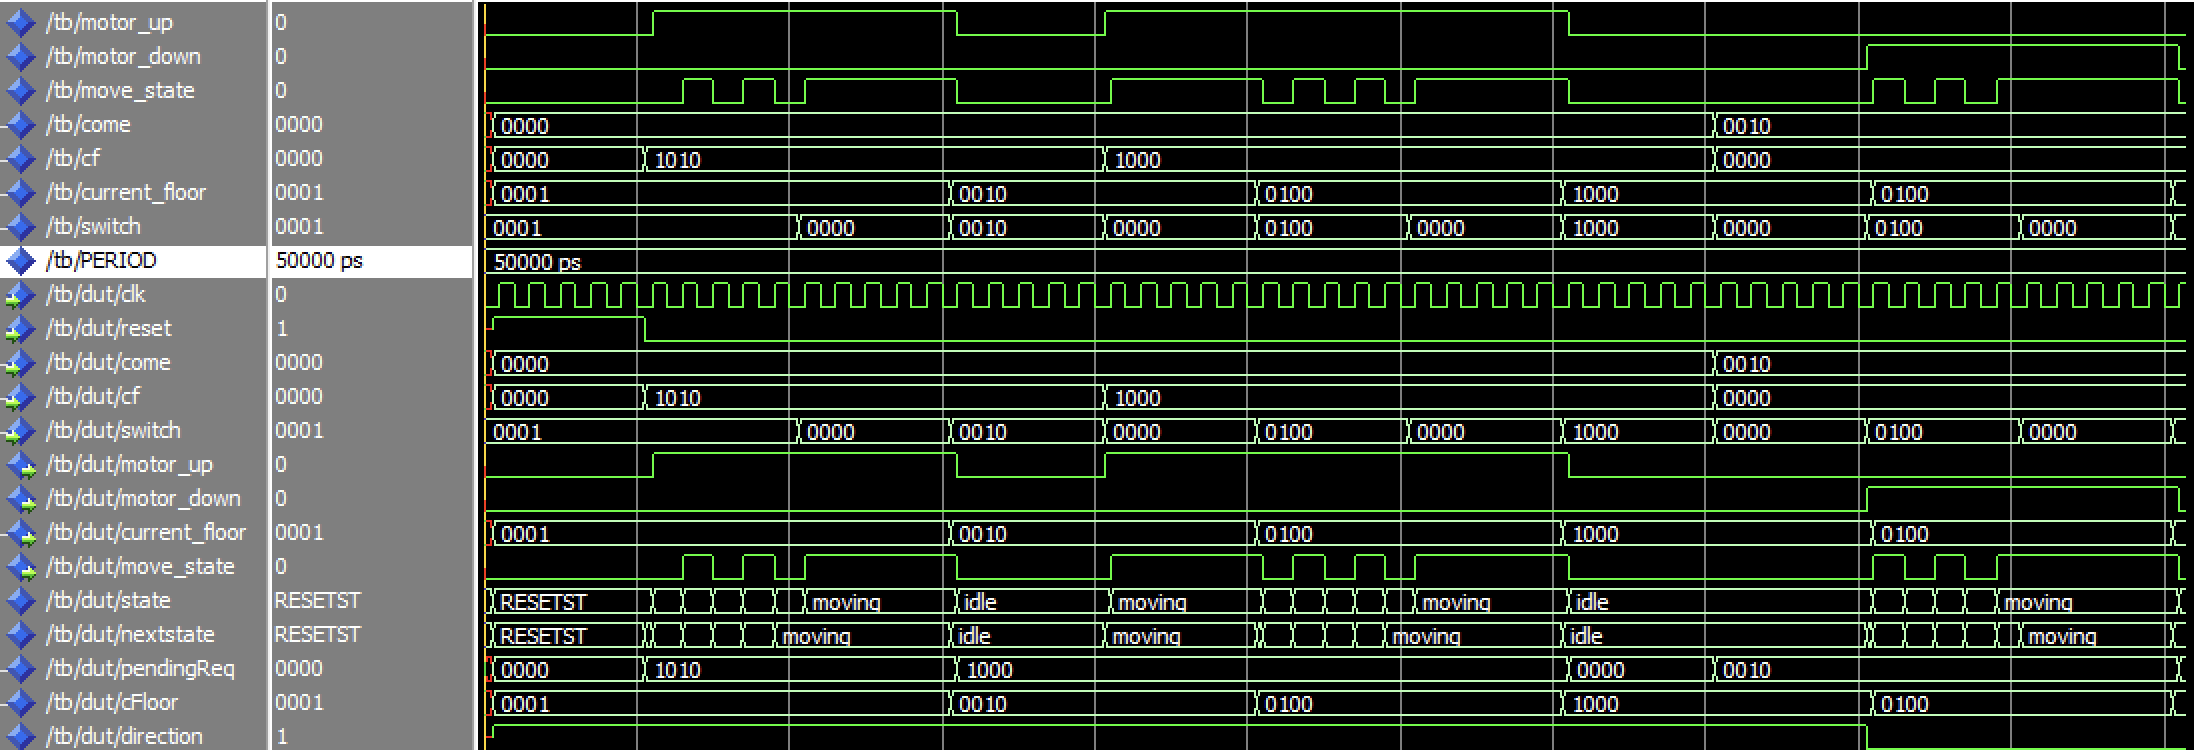 /tb/motor_up 0
/tb/motor_down 0
/tb/move_state 0
/tb/come 0000 0000 0010
/tb/cf 0000 0000 1010 1000 0000
/tb/current_floor 0001 0001 0010 0100 1000 0100
/tb/switch 0001 0001 0000 0010 0000 0100 0000 1000 0000 0100 0000
/tb/PERIOD 50000 ps 50000 ps
/tb/dut/clk 0
/tb/dut/reset 1
/tb/dut/come 0000 0000 0010
/tb/dut/cf 0000 0000 1010 1000 0000
/tb/dut/switch 0001 0001 0000 0010 0000 0100 0000 1000 0000 0100 0000
/tb/dut/motor_up 0
/tb/dut/motor_down 0
/tb/dut/current_floor 0001 0001 0010 0100 1000 0100
/tb/dut/move_state 0
/tb/dut/state RESETST RESETST moving idle moving moving idle moving
/tb/dut/nextstate RESETST RESETST moving idle moving moving idle moving
/tb/dut/pendingReq 0000 0000 1010 1000 0000 0010
/tb/dut/cFloor 0001 0001 0010 0100 1000 0100
/tb/dut/direction 1